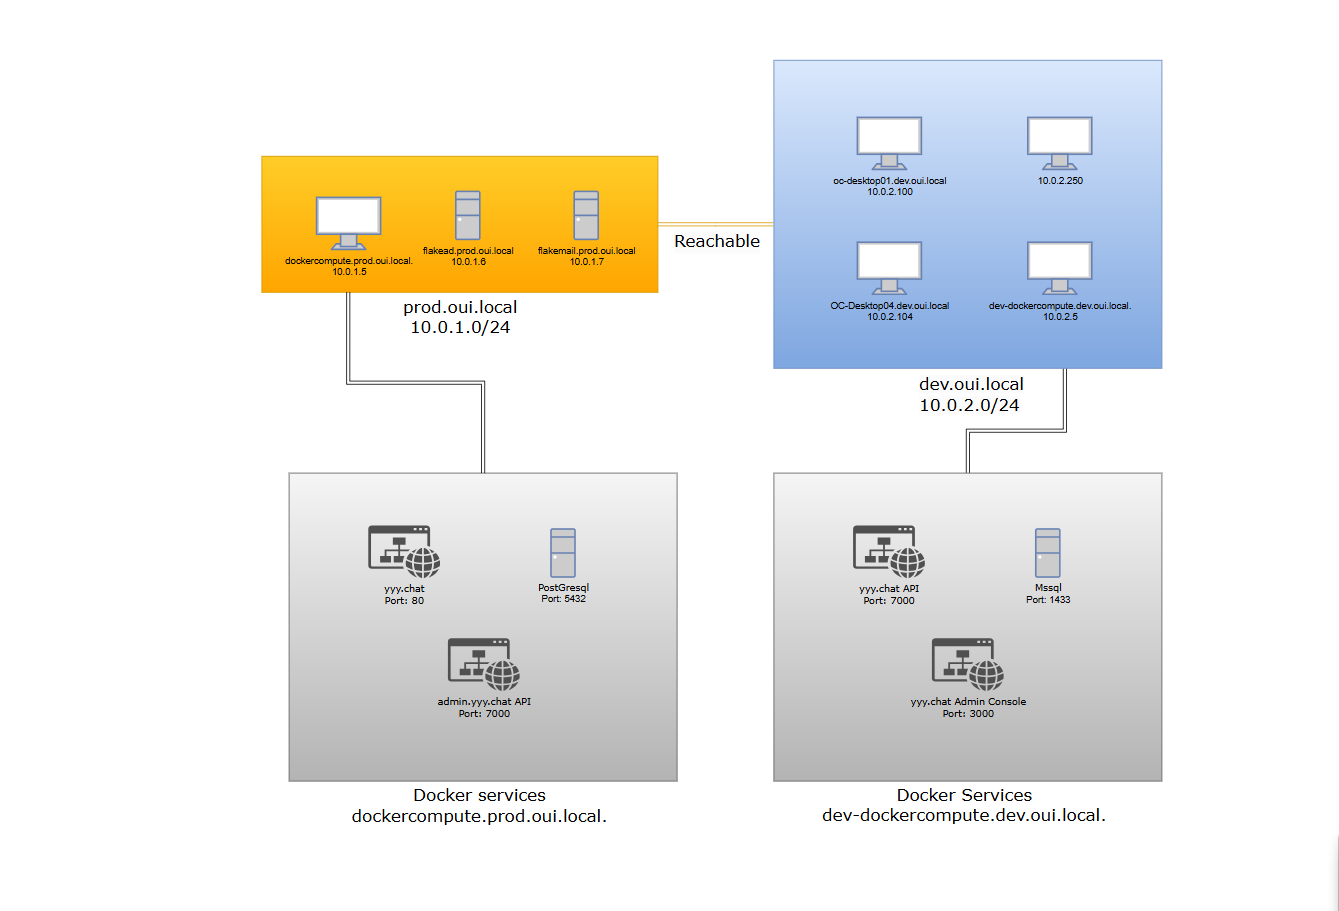 oc-desktop01.dev.oui.local
10.0.2.100
10.0.2.250
dockercompute.prod.oui.local.
10.0.1.5
flakead.prod.oui.local
10.0.1.6
flakemail.prod.oui.local
10.0.1.7
Reachable
OC-Desktop04.dev.oui.local
10.0.2.104
dev-dockercompute.dev.oui.local.
10.0.2.5
prod.oui.local
10.0.1.0/24
dev.oui.local
10.0.2.0/24
yyy.chat
Port: 80
PostGresql
Port: 5432
admin.yyy.chat API
Port: 7000
Docker services
dockercompute.prod.oui.local.
yyy.chat API
Port: 7000
Mssql
Port: 1433
yyy.chat Admin Console
Port: 3000
Docker Services
dev-dockercompute.dev.oui.local.